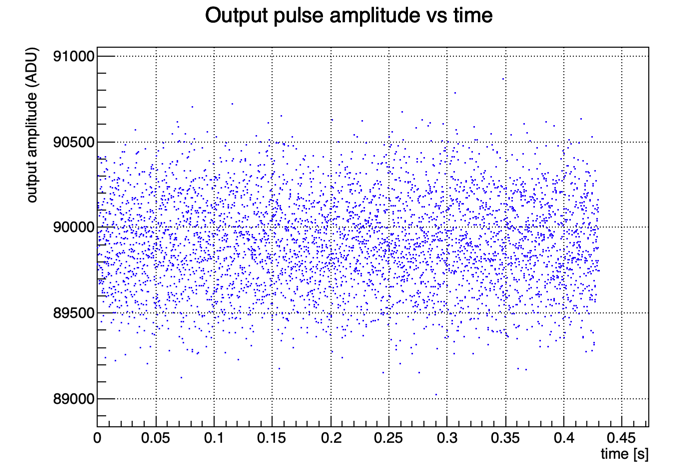 Output pulse amplitude vs time
output amplitude (ADU)
91000
90500
90000
89500
89000
0 0.05 0.1 0.15 0.2 0.25 0.3 0.35 0.4 0.45
time [s]